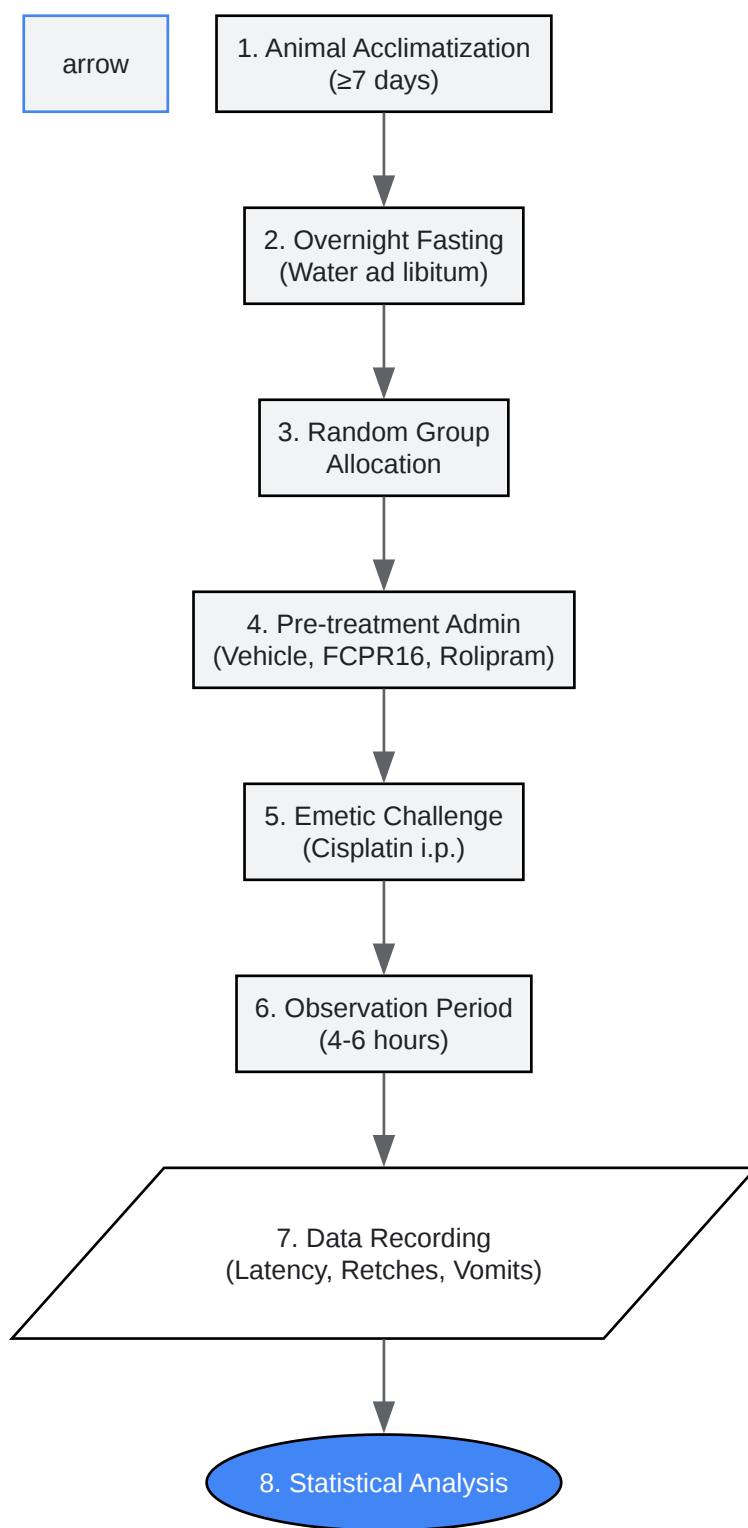 arrow
1. Animal Acclimatization
(≥7 days)
2. Overnight Fasting
(Water ad libitum)
3. Random Group
Allocation
4. Pre-treatment Admin
(Vehicle, FCPR16, Rolipram)
5. Emetic Challenge
(Cisplatin i.p.)
6. Observation Period
(4-6 hours)
7. Data Recording
(Latency, Retches, Vomits)
8. Statistical Analysis